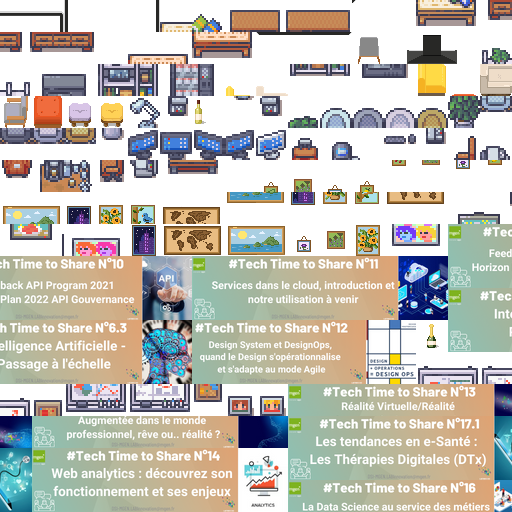 #Tech
Feed
Horizon
ch Time to Share N°10
back API Program 2021
Plan 2022 API Gouvernance
API
#Tech Time to Share N°11
Services dans le cloud, introduction et
notre utilisation à venir
#Tec
Inte
ch Time to Share N°6.3
elligence Artificielle -
Passage à l'échelle
#Tech Time to Share N°12
Design System et DesignOps,
quand le Design s'opérationnalise
et s'adapte au mode Agile
DESIGN
+ OPERATIONS
= DESIGN OPS
#Tech Time to Share N°13
Réalité Virtuelle/Réalité
Augmentée dans le monde
professionnel, rêve ou.. réalité ?
#Tech Time to Share N°17.1
Les tendances en e-Santé :
Les Thérapies Digitales (DTx)
#Tech Time to Share N°14
Web analytics : découvrez son
fonctionnement et ses enjeux
ANALYTICS
#Tech Time to Share N°16
La Data Science au service des métiers